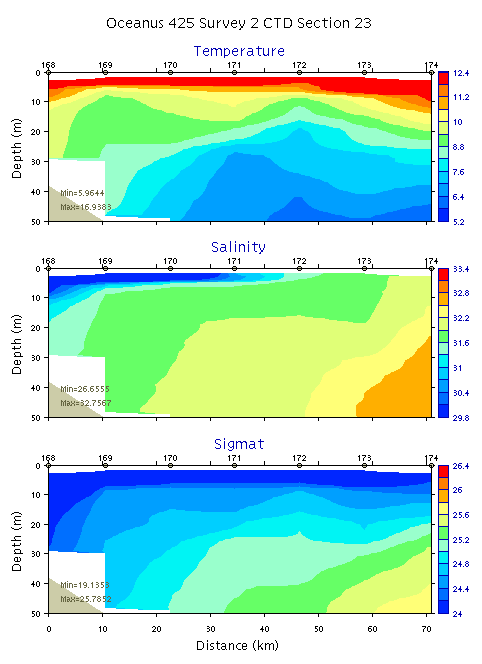 Oceanus 425 Survey 2 CTD Section 23
Temperature
168 169 170 171 172 173 174
0
10
20
30
40
50
Depth (m)
Min=5.9644
Max=16.9383
12.4
11.2
10
8.8
7.6
6.4
5.2
Salinity
168 169 170 171 172 173 174
0
10
20
30
40
50
Depth (m)
Min=26.6555
Max=32.7567
33.4
32.8
32.2
31.6
31
30.4
29.8
Sigmat
168 169 170 171 172 173 174
0
10
20
30
40
50
Depth (m)
Min=19.1353
Max=25.7852
26.4
26
25.6
25.2
24.8
24.4
24
0 10 20 30 40 50 60 70
Distance (km)